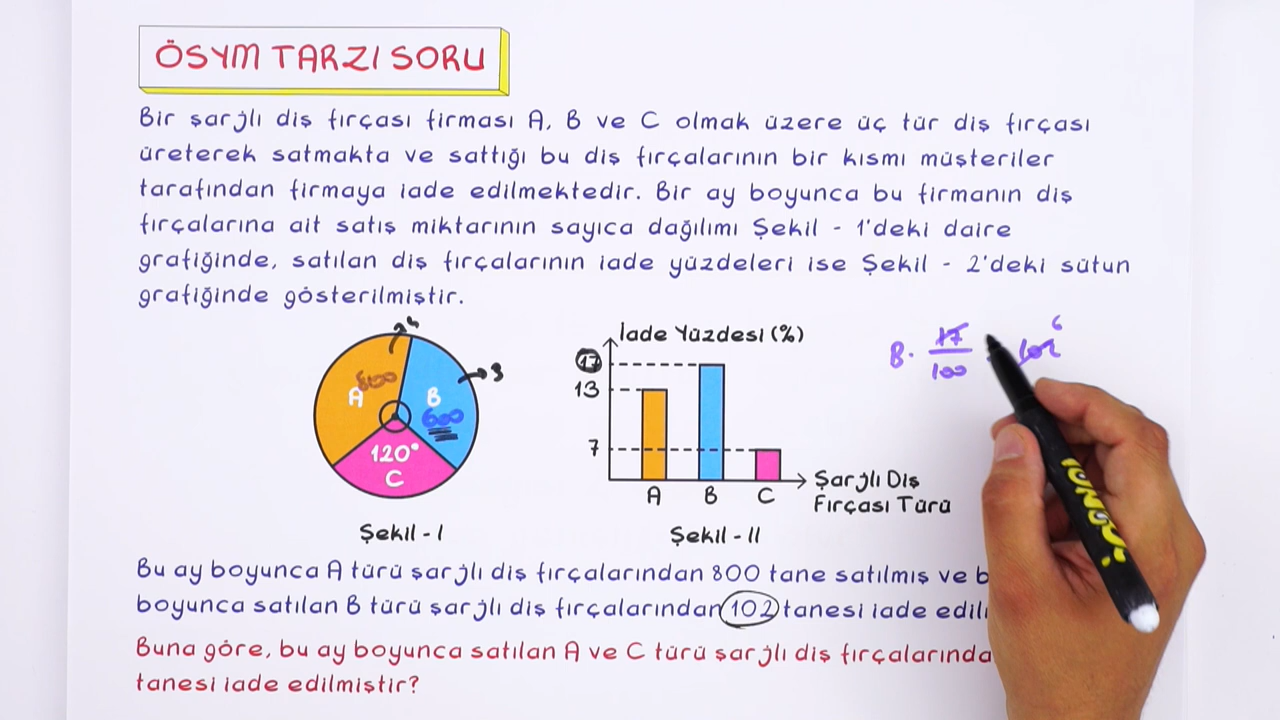 ÖSYM TARZI SORU
Bir şarjlı diş fırçası firması A, B ve C olmak üzere üç tür diş fırçası
üreterek satmakta ve sattığı bu diş fırçalarının bir kısmı müşteriler
tarafından firmaya iade edilmektedir. Bir ay boyunca bu firmanın diş
fırçalarına ait satış miktarının sayıca dağılımı Şekil - 1'deki daire
grafiğinde, satılan diş fırçalarının iade yüzdeleri ise Şekil - 2'deki sütun
grafiğinde gösterilmiştir.
4
800
A
B
3
600
120°
C
Şekil - I
İade Yüzdesi (%)
17
13
7
A B C
Şarjlı Diş
Fırçası Türü
Şekil - II
6
B. 17 102
100
Bu ay boyunca A türü şarjlı diş fırçalarından 800 tane satılmış ve
boyunca satılan B türü şarjlı diş fırçalarından 102 tanesi iade
Buna göre, bu ay boyunca satılan A ve C türü şarjlı diş
tanesi iade edilmiştir?